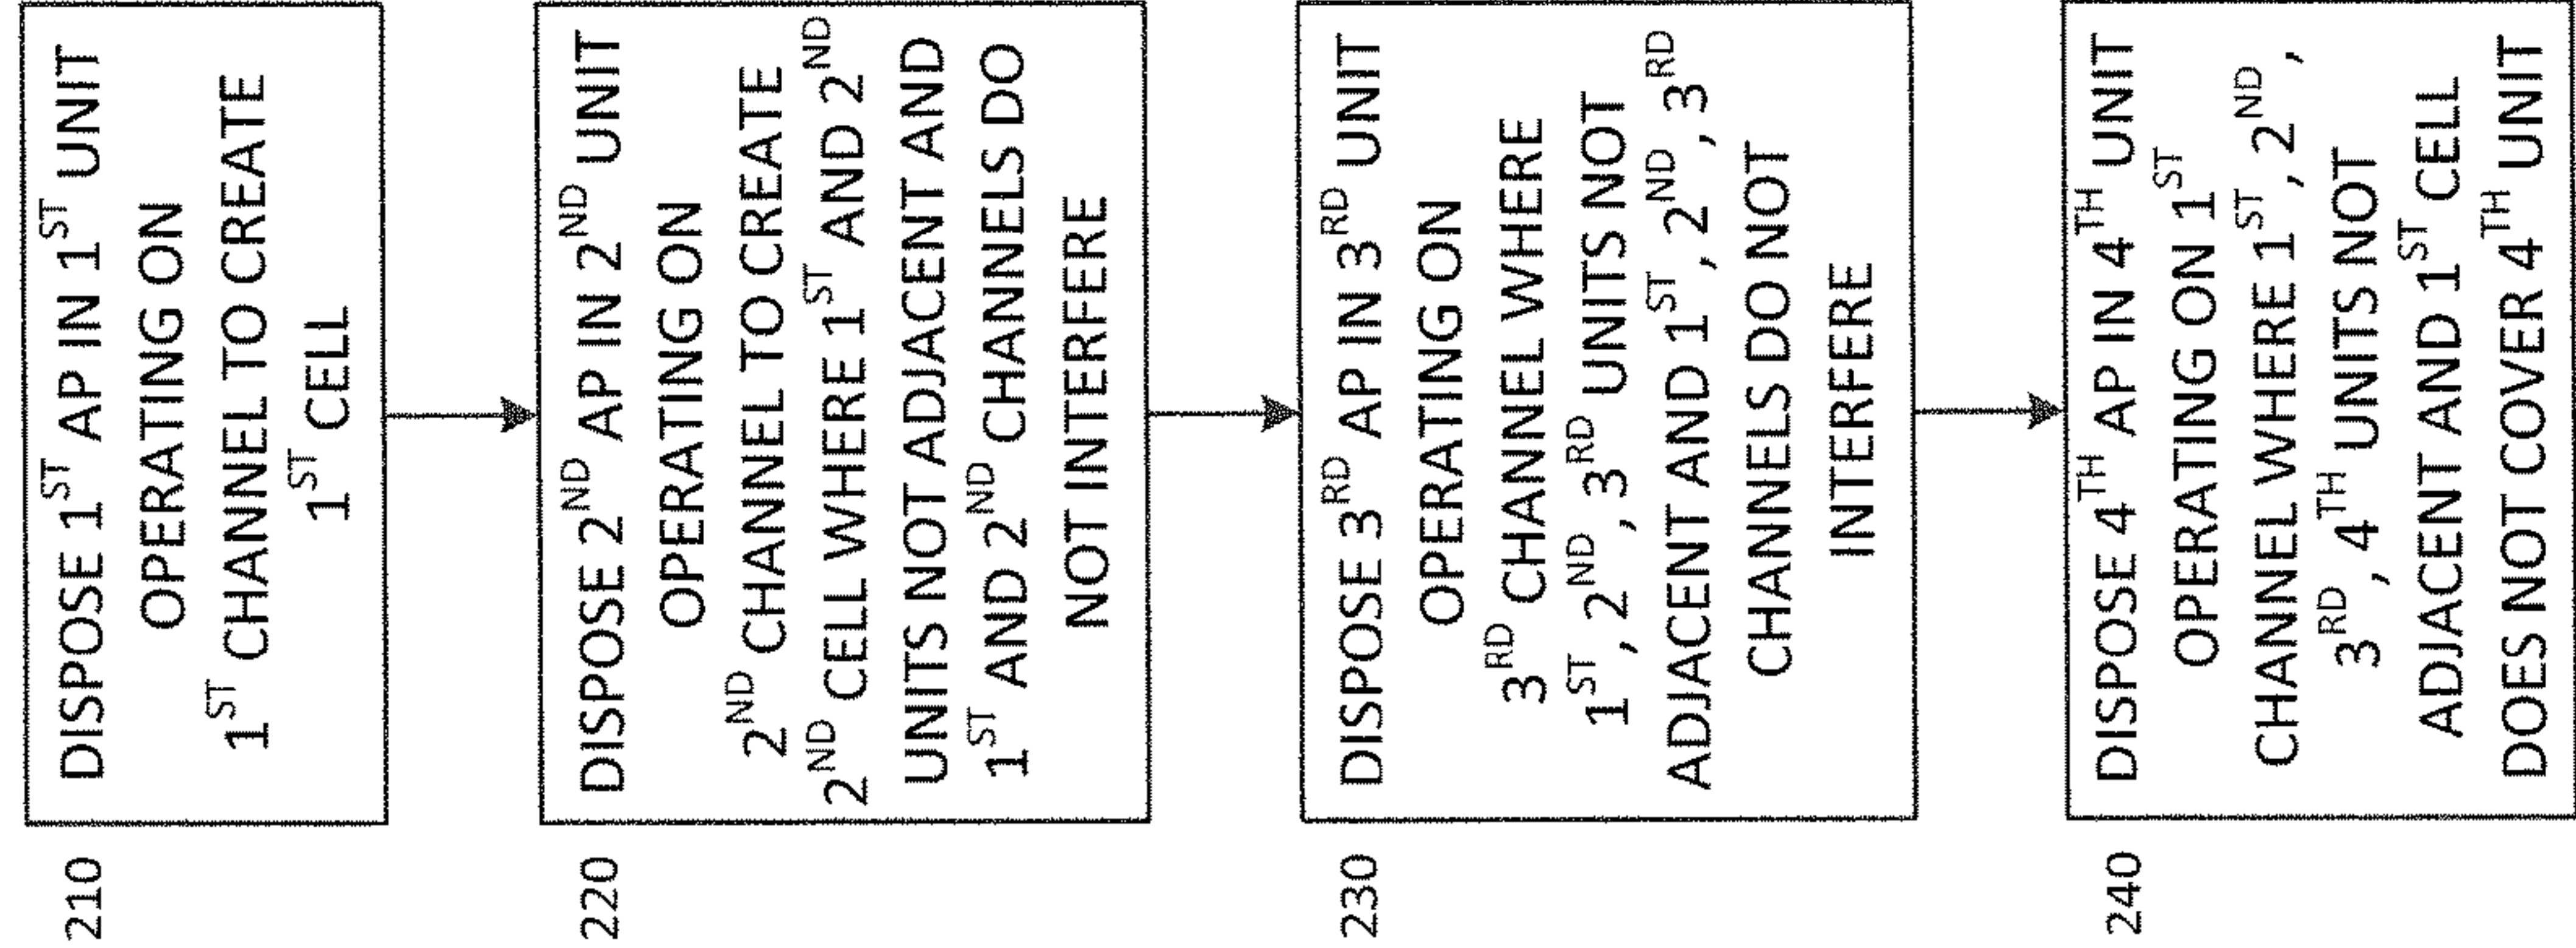 2210
DISPOSE 1ST AP IN 1ST UNIT
OPERATING ON
1ST CHANNEL TO CREATE
1ST CELL
2220
DISPOSE 2ND AP IN 2ND UNIT
OPERATING ON
2ND CHANNEL TO CREATE
2ND CELL WHERE 1ST AND 2ND
UNITS NOT ADJACENT AND
1ST AND 2ND CHANNELS DO
NOT INTERFERE
2230
DISPOSE 3RD AP IN 3RD UNIT
OPERATING ON
3RD CHANNEL WHERE
1ST, 2ND, 3RD UNITS NOT
ADJACENT AND 1ST, 2ND, 3RD
CHANNELS DO NOT
INTERFERE
2240
DISPOSE 4TH AP IN 4TH UNIT
OPERATING ON 1ST
CHANNEL WHERE 1ST, 2ND,
3RD, 4TH UNITS NOT
ADJACENT AND 1ST CELL
DOES NOT COVER 4TH UNIT